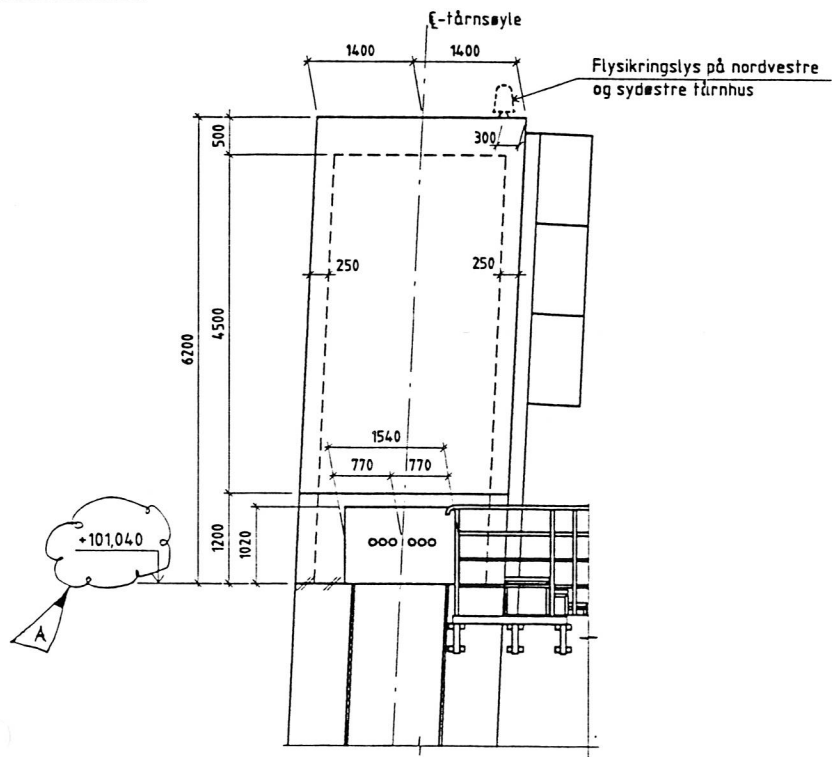 ℄-tårnsøyle
1400 1400
Flysikringslys på nordvestre
og sydøstre tårnhus
500
300
250 250
4500
6200
1540
770 770
1200
1020
+101,040
A